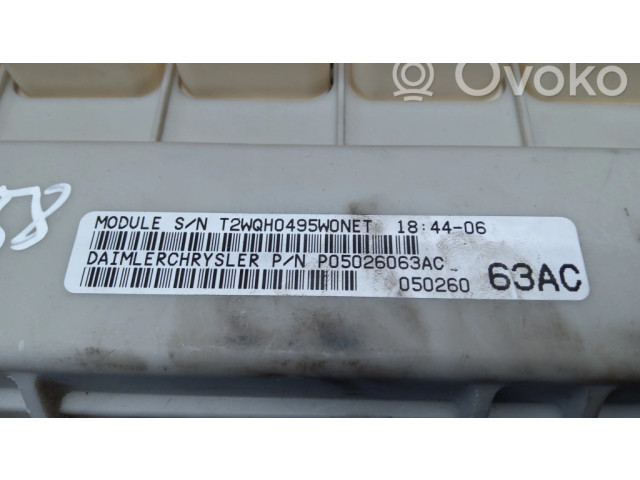 Ovoko
MODULE S/N T2WQH0495W0NET 18:44-06
DAIMLERCHRYSLER P/N P05026063AC
050260 63AC